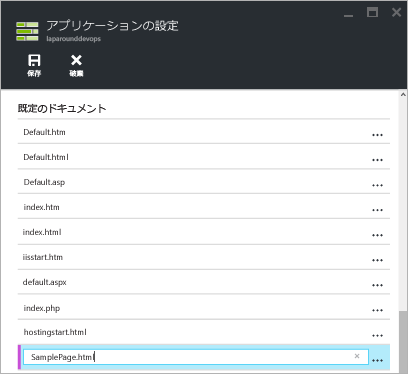 アプリケーションの設定
laparounddevops
保存
破棄
既定のドキュメント
Default.htm
Default.html
Default.asp
index.htm
index.html
iisstart.htm
default.aspx
index.php
hostingstart.html
SamplePage.html